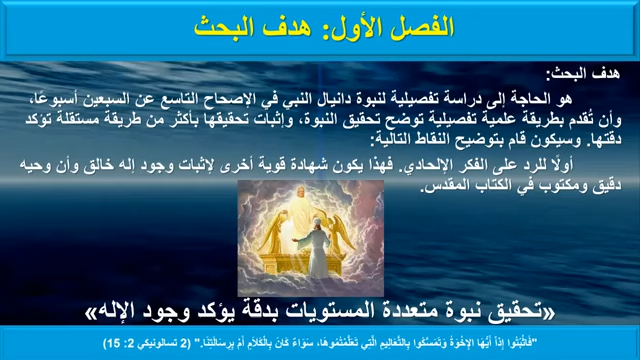 الفصل الأول: هدف البحث
هدف البحث:
هو الحاجة إلى دراسة تفصيلية لنبوة دانيال النبي في الإصحاح التاسع عن السبعين أسبوعًا،
وأن تُقدم بطريقة علمية تفصيلية توضح تحقيق النبوة، وإثبات تحقيقها بأكثر من طريقة مستقلة تؤكد
دقتها. وسيكون قام بتوضيح النقاط التالية:
أولًا للرد على الفكر الإلحادي. فهذا يكون شهادة قوية أخرى لإثبات وجود إله خالق وأن وحيه
دقيق ومكتوب في الكتاب المقدس.
«تحقيق نبوة متعددة المستويات بدقة يؤكد وجود الإله»
"فَاثْبُتُوا إِذاً أَيُّهَا الإِخْوَةُ وَتَمَسَّكُوا بِالتَّعَالِيمِ الَّتِي تَعَلَّمْتُمُوهَا، سَوَاءٌ كَانَ بِالْكَلاَمِ أَمْ بِرِسَالَتِنَا." (2 تسالونيكي 2: 15)